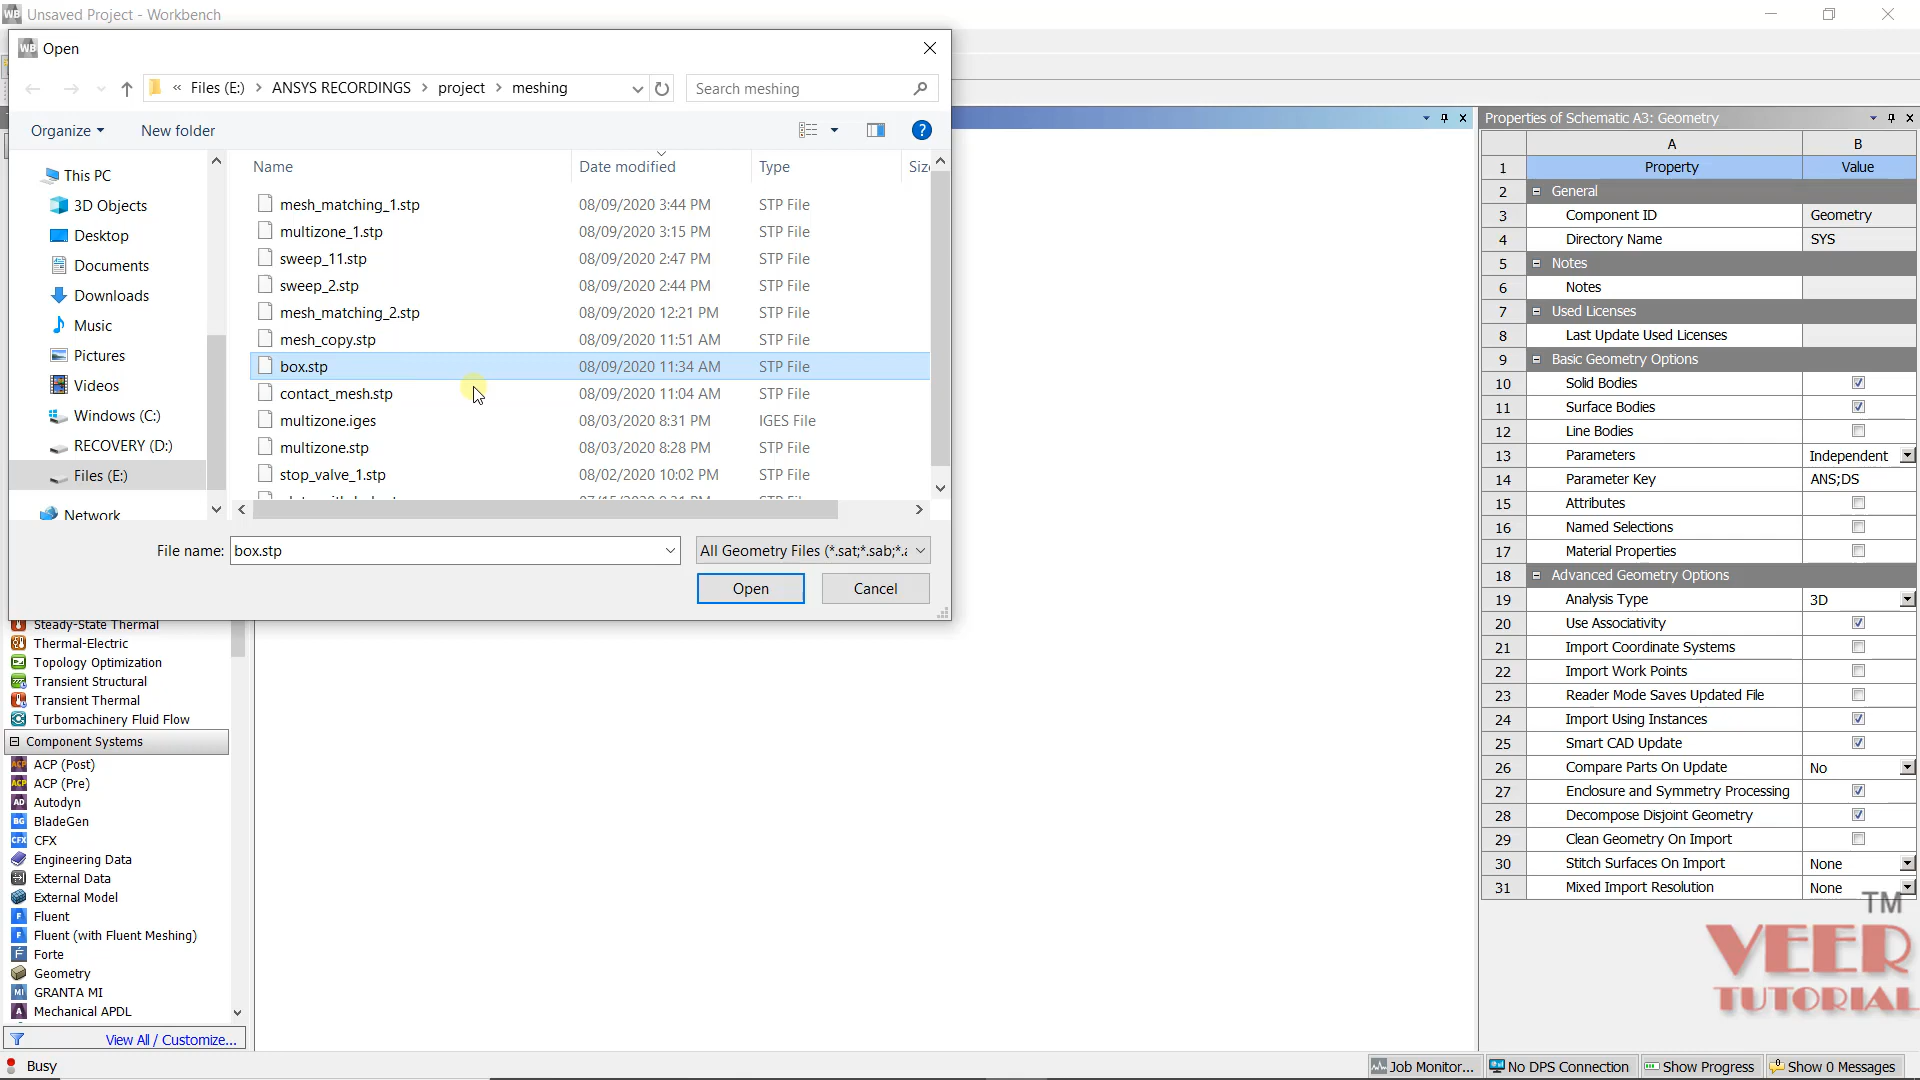 Unsaved Project - Workbench
Open
« Files (E:) > ANSYS RECORDINGS > project > meshing
Search meshing
Organize
New folder
Name
Date modified
Type
This PC
3D Objects
Desktop
Documents
Downloads
Music
Pictures
Videos
Windows (C:)
RECOVERY (D:)
Files (E:)
Network
mesh_matching_1.stp 08/09/2020 3:44 PM STP File
multizone_1.stp 08/09/2020 3:15 PM STP File
sweep_11.stp 08/09/2020 2:47 PM STP File
sweep_2.stp 08/09/2020 2:44 PM STP File
mesh_matching_2.stp 08/09/2020 12:21 PM STP File
mesh_copy.stp 08/09/2020 11:51 AM STP File
box.stp 08/09/2020 11:34 AM STP File
contact_mesh.stp 08/09/2020 11:04 AM STP File
multizone.iges 08/03/2020 8:31 PM IGES File
multizone.stp 08/03/2020 8:28 PM STP File
stop_valve_1.stp 08/02/2020 10:02 PM STP File
File name: box.stp
All Geometry Files (*.sat;*.sab;*.
Open
Cancel
Steady-State Thermal
Thermal-Electric
Topology Optimization
Transient Structural
Transient Thermal
Turbomachinery Fluid Flow
Component Systems
ACP (Post)
ACP (Pre)
Autodyn
BladeGen
CFX
Engineering Data
External Data
External Model
Fluent
Fluent (with Fluent Meshing)
Forte
Geometry
GRANTA MI
Mechanical APDL
View All / Customize...
Busy
Properties of Schematic A3: Geometry
A B
1 Property Value
2 General
3 Component ID Geometry
4 Directory Name SYS
5 Notes
6 Notes
7 Used Licenses
8 Last Update Used Licenses
9 Basic Geometry Options
10 Solid Bodies
11 Surface Bodies
12 Line Bodies
13 Parameters Independent
14 Parameter Key ANS;DS
15 Attributes
16 Named Selections
17 Material Properties
18 Advanced Geometry Options
19 Analysis Type 3D
20 Use Associativity
21 Import Coordinate Systems
22 Import Work Points
23 Reader Mode Saves Updated File
24 Import Using Instances
25 Smart CAD Update
26 Compare Parts On Update No
27 Enclosure and Symmetry Processing
28 Decompose Disjoint Geometry
29 Clean Geometry On Import
30 Stitch Surfaces On Import None
31 Mixed Import Resolution None
TM
VEER
TUTORIAL
Job Monitor...
No DPS Connection
Show Progress
Show 0 Messages